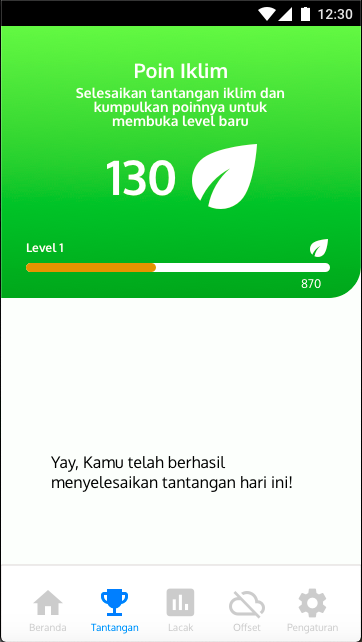 12:30
Poin Iklim
Selesaikan tantangan iklim dan
kumpulkan poinnya untuk
membuka level baru
130
Level 1
870
Yay, Kamu telah berhasil
menyelesaikan tantangan hari ini!
Beranda Tantangan Lacak Offset Pengaturan